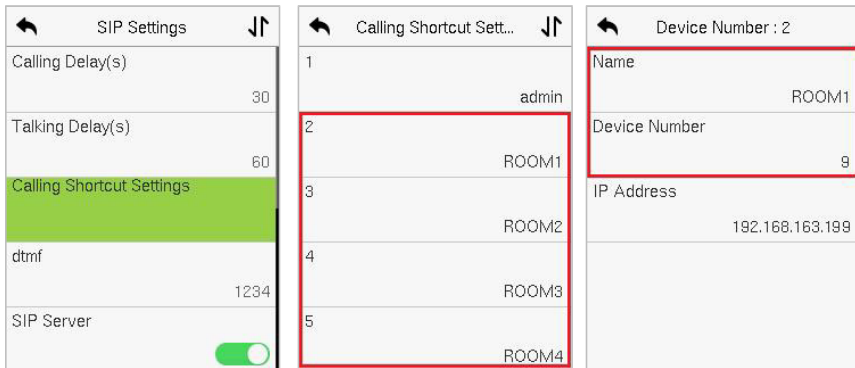 SIP Settings
Calling Delay(s)
30
Talking Delay(s)
60
Calling Shortcut Settings
dtmf
1234
SIP Server
Calling Shortcut Sett...
1
admin
2
ROOM1
3
ROOM2
4
ROOM3
5
ROOM4
Device Number : 2
Name
ROOM1
Device Number
9
IP Address
192.168.163.199